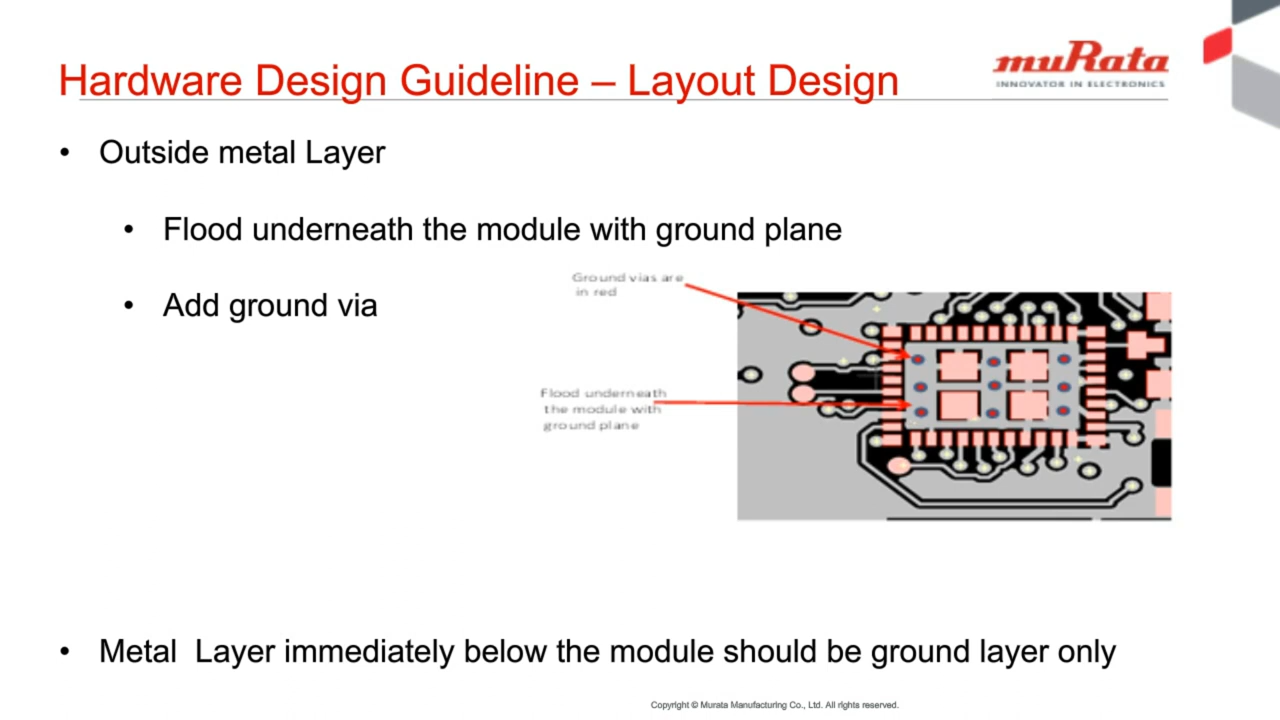 Hardware Design Guideline – Layout Design
muRata
INNOVATOR IN ELECTRONICS
• Outside metal Layer
• Flood underneath the module with ground plane
• Add ground via
Ground vias are
in red
Flood underneath
the module with
ground plane
• Metal Layer immediately below the module should be ground layer only
Copyright © Murata Manufacturing Co., Ltd. All rights reserved.